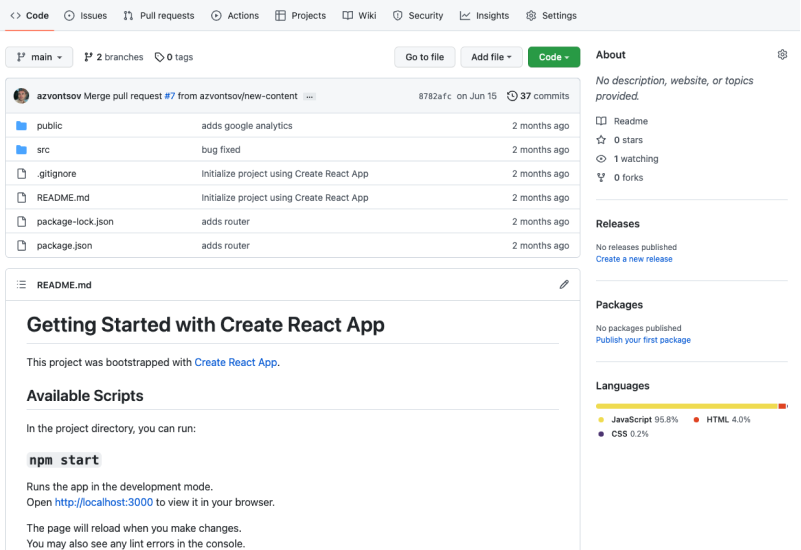 Code Issues Pull requests Actions Projects Wiki Security Insights Settings
main 2 branches 0 tags Go to file Add file Code
azvontsov Merge pull request #7 from azvontsov/new-content ... 8782afc on Jun 15 37 commits
public adds google analytics 2 months ago
src bug fixed 2 months ago
.gitignore Initialize project using Create React App 2 months ago
README.md Initialize project using Create React App 2 months ago
package-lock.json adds router 2 months ago
package.json adds router 2 months ago
README.md
Getting Started with Create React App
This project was bootstrapped with Create React App.
Available Scripts
In the project directory, you can run:
npm start
Runs the app in the development mode.
Open http://localhost:3000 to view it in your browser.
The page will reload when you make changes.
You may also see any lint errors in the console.
About
No description, website, or topics
provided.
Readme
0 stars
1 watching
0 forks
Releases
No releases published
Create a new release
Packages
No packages published
Publish your first package
Languages
JavaScript 95.8% HTML 4.0%
CSS 0.2%